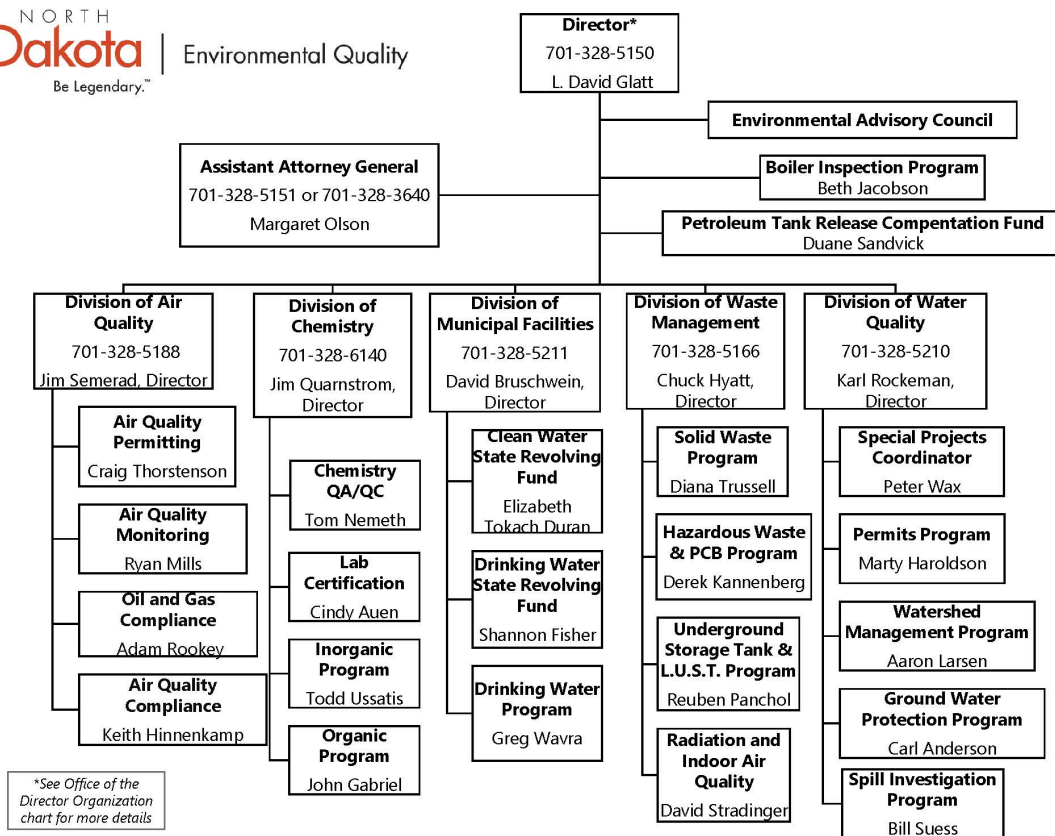 NORTH
Dakota
Be Legendary.™
Environmental Quality
Director*
701-328-5150
L. David Glatt
Environmental Advisory Council
Assistant Attorney General
701-328-5151 or 701-328-3640
Margaret Olson
Boiler Inspection Program
Beth Jacobson
Petroleum Tank Release Compentation Fund
Duane Sandvick
Division of Air
Quality
701-328-5188
Jim Semerad, Director
Air Quality
Permitting
Craig Thorstenson
Air Quality
Monitoring
Ryan Mills
Oil and Gas
Compliance
Adam Rookey
Air Quality
Compliance
Keith Hinnenkamp
Division of
Chemistry
701-328-6140
Jim Quarnstrom,
Director
Chemistry
QA/QC
Tom Nemeth
Lab
Certification
Cindy Auen
Inorganic
Program
Todd Ussatis
Organic
Program
John Gabriel
Division of
Municipal Facilities
701-328-5211
David Bruschwein,
Director
Clean Water
State Revolving
Fund
Elizabeth
Tokach Duran
Drinking Water
State Revolving
Fund
Shannon Fisher
Drinking Water
Program
Greg Wavra
Division of Waste
Management
701-328-5166
Chuck Hyatt,
Director
Solid Waste
Program
Diana Trussell
Hazardous Waste
& PCB Program
Derek Kannenberg
Underground
Storage Tank &
L.U.S.T. Program
Reuben Panchol
Radiation and
Indoor Air
Quality
David Stradinger
Division of Water
Quality
701-328-5210
Karl Rockeman,
Director
Special Projects
Coordinator
Peter Wax
Permits Program
Marty Haroldson
Watershed
Management Program
Aaron Larsen
Ground Water
Protection Program
Carl Anderson
Spill Investigation
Program
Bill Suess
*See Office of the
Director Organization
chart for more details